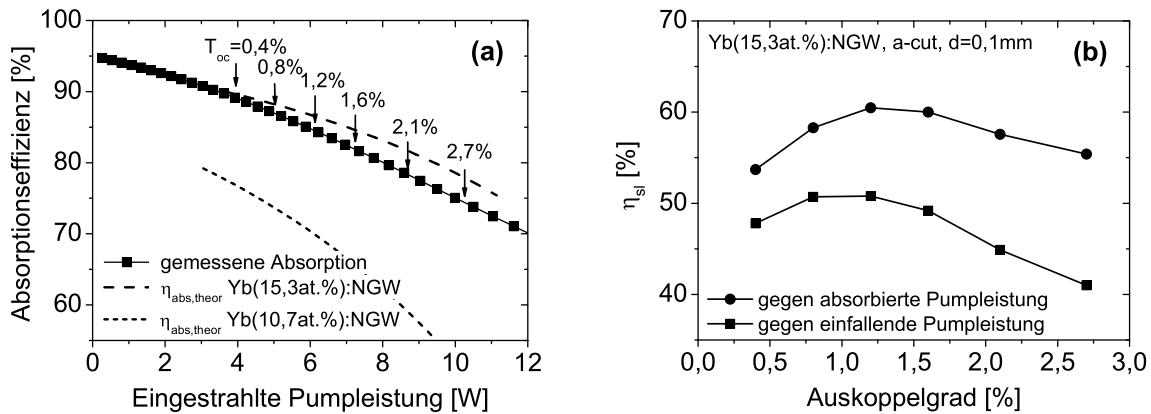 (a)
100
90
80
70
60
Absorptionseffizienz [%]
T_oc=0,4%
0,8%
1,2%
1,6%
2,1%
2,7%
gemessene Absorption
η_abs,theor Yb(15,3at.%):NGW
η_abs,theor Yb(10,7at.%):NGW
0 2 4 6 8 10 12
Eingestrahlte Pumpleistung [W]
(b)
Yb(15,3at.%):NGW, a-cut, d=0,1mm
70
60
50
40
η_sl [%]
gegen absorbierte Pumpleistung
gegen einfallende Pumpleistung
0,0 0,5 1,0 1,5 2,0 2,5 3,0
Auskoppelgrad [%]